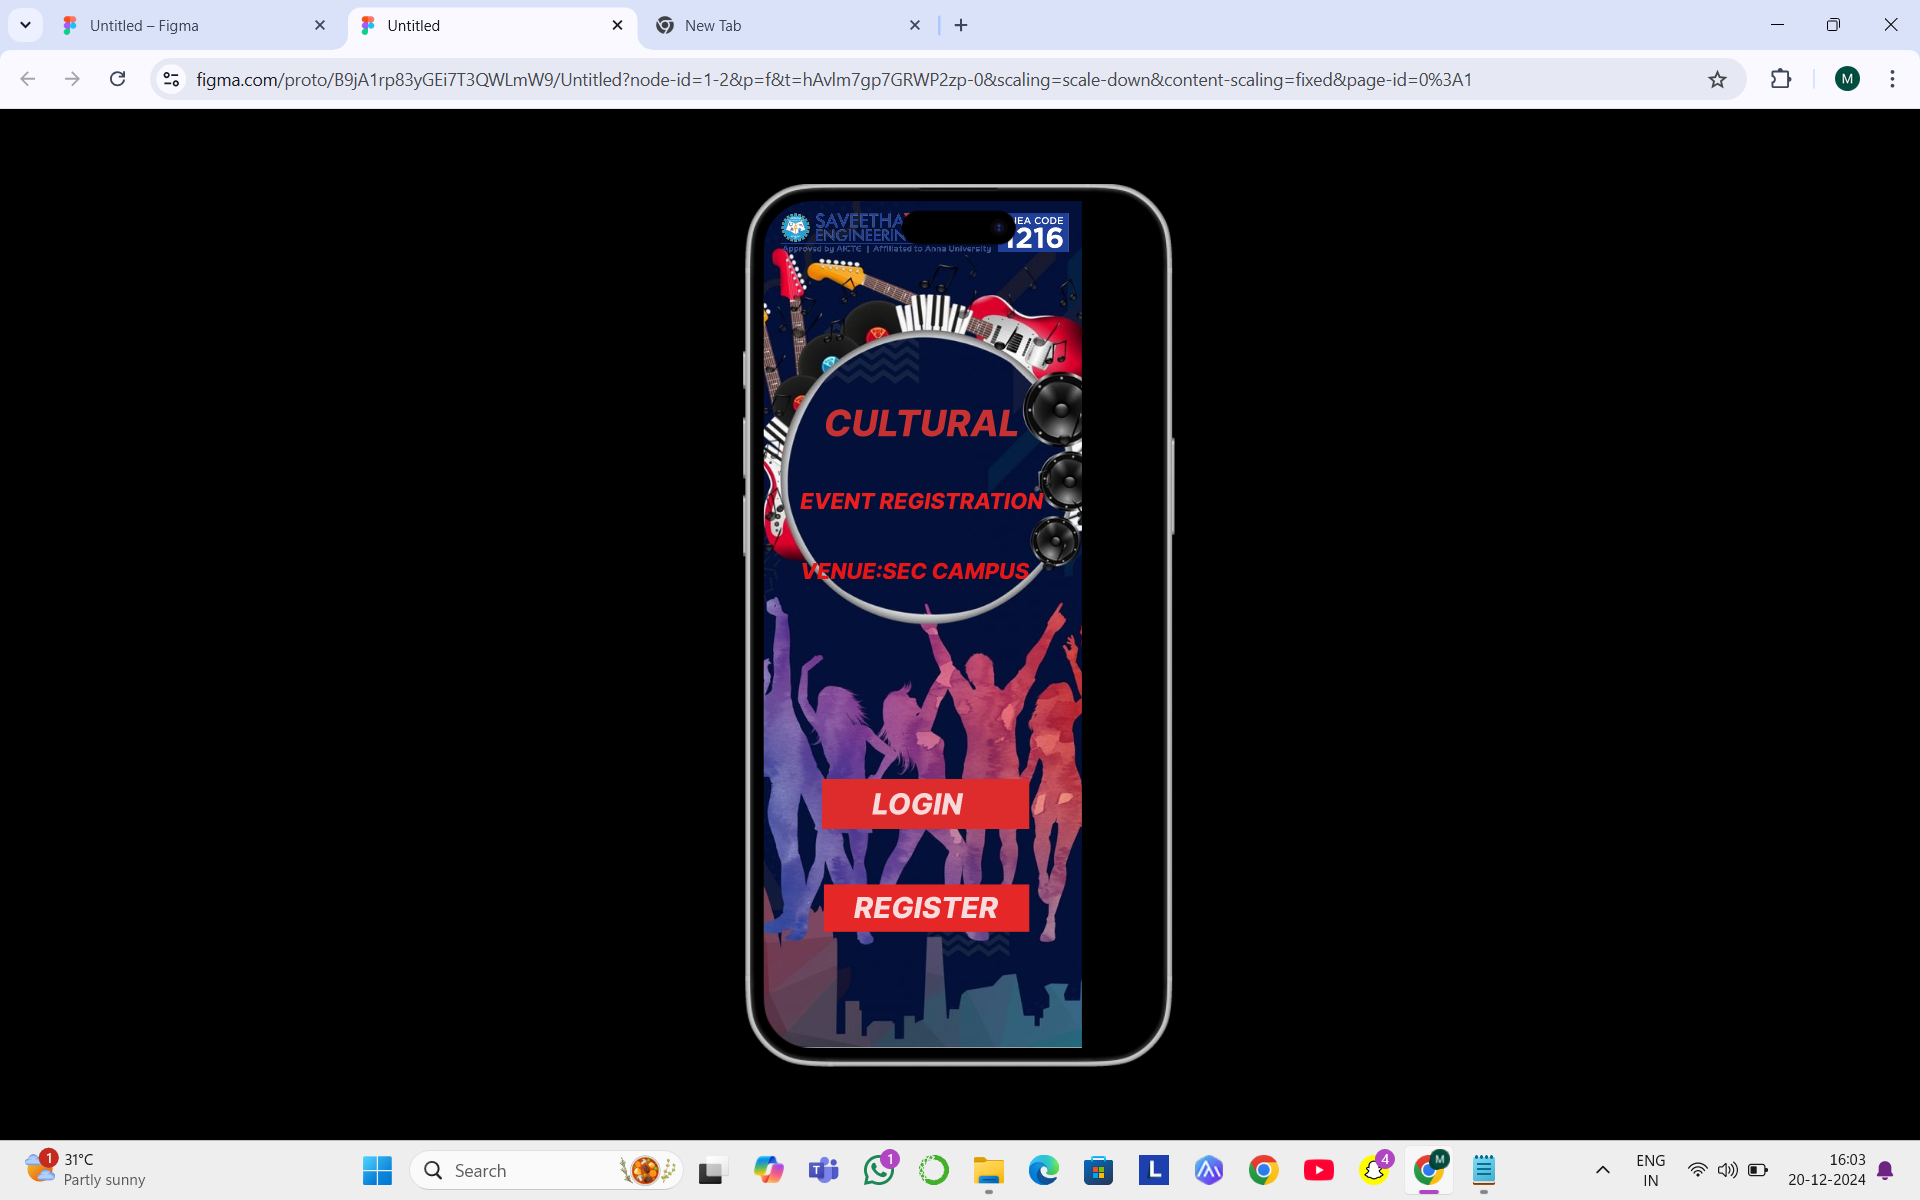 Untitled – Figma
Untitled
New Tab
figma.com/proto/B9jA1rp83yGEi7T3QWLmW9/Untitled?node-id=1-2&p=f&t=hAvlm7gp7GRWP2zp-0&scaling=scale-down&content-scaling=fixed&page-id=0%3A1
M
SAVEETHA
ENGINEERIN
Approved by AICTE | Affiliated to Anna University
NEA CODE
1216
CULTURAL
EVENT REGISTRATION
VENUE:SEC CAMPUS
LOGIN
REGISTER
1
31°C
Partly sunny
Search
1
L
4
M
ENG
IN
16:03
20-12-2024